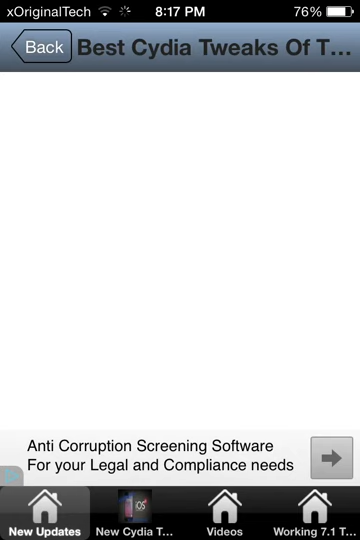 xOriginalTech 8:17 PM 76%
Back Best Cydia Tweaks Of T...
Anti Corruption Screening Software
For your Legal and Compliance needs
New Updates New Cydia T... Videos Working 7.1 T...